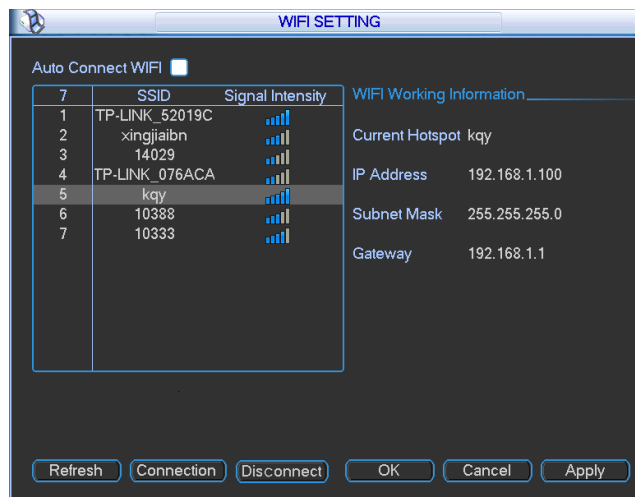 WIFI SETTING
Auto Connect WIFI
7 SSID Signal Intensity
1 TP-LINK_52019C
2 xingjiaibn
3 14029
4 TP-LINK_076ACA
5 kqy
6 10388
7 10333
WIFI Working Information
Current Hotspot kqy
IP Address 192.168.1.100
Subnet Mask 255.255.255.0
Gateway 192.168.1.1
Refresh Connection Disconnect OK Cancel Apply